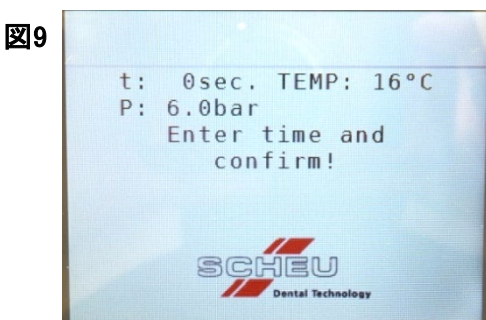 図9
t: 0sec. TEMP: 16°C
P: 6.0bar
Enter time and
confirm!
SCHEU
Dental Technology